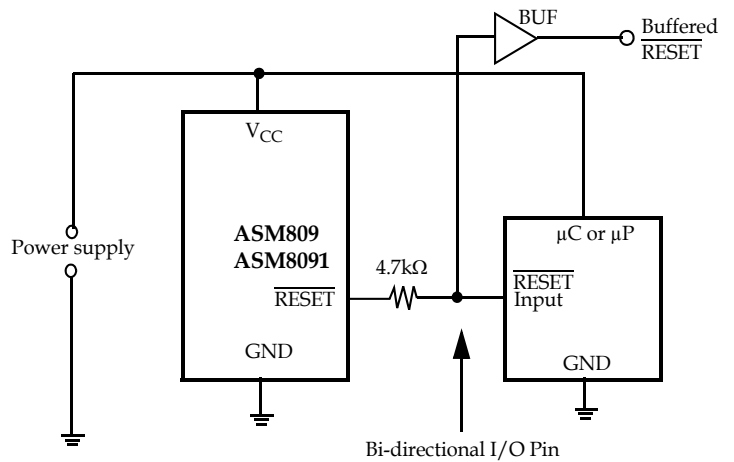 BUF
Buffered
RESET
V_CC
µC or µP
ASM809
ASM8091
Power supply
4.7kΩ
RESET
RESET
Input
GND
GND
Bi-directional I/O Pin